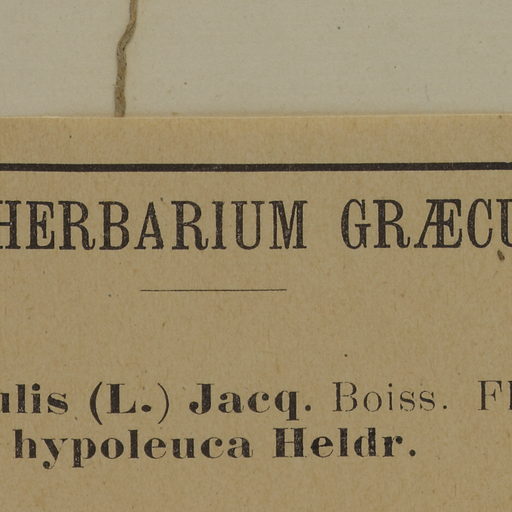 HERBARIUM GRÆCU
ulis (L.) Jacq. Boiss. Fl
hypoleuca Heldr.